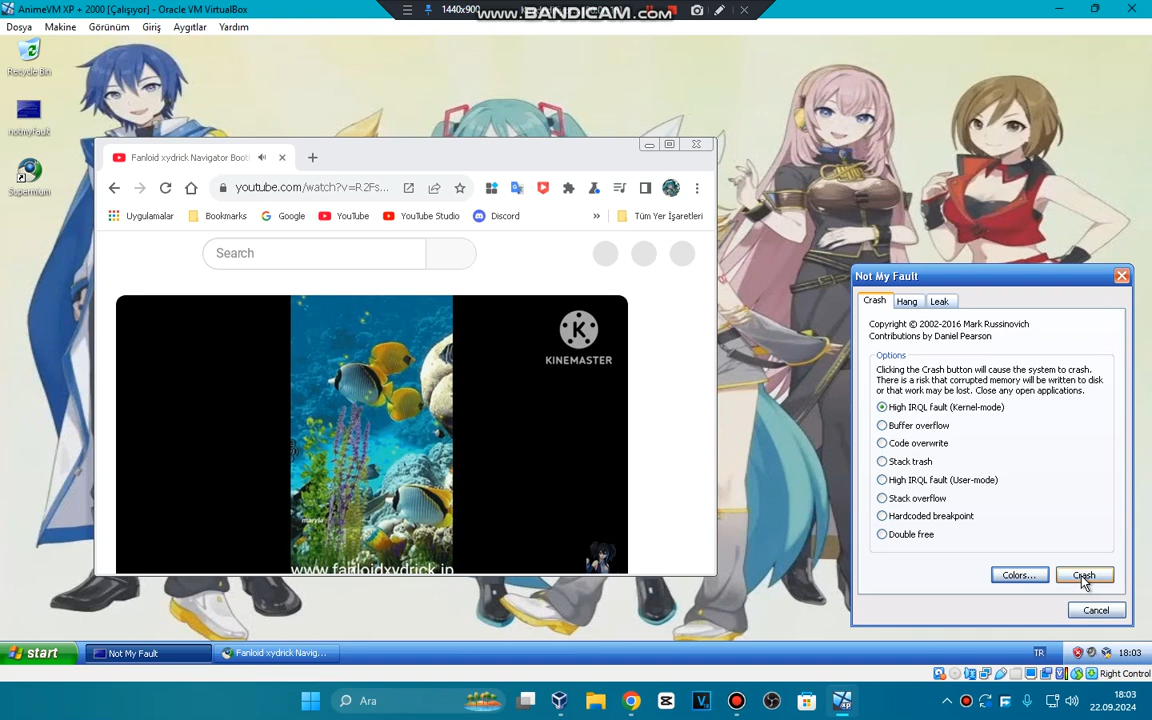 AnimeVM XP + 2000 [Çalışıyor] - Oracle VM VirtualBox
1440x900
www.BANDICAM.com
Dosya Makine Görünüm Giriş Aygıtlar Yardım
Recycle Bin
notmyfault
Supermium
Fanloid xydrick Navigator Boot
youtube.com/watch?v=R2Fs...
Uygulamalar Bookmarks Google YouTube YouTube Studio Discord » Tüm Yer İşaretleri
Search
K
KINEMASTER
www.fanloidxydrick.jp
Not My Fault
Crash Hang Leak
Copyright © 2002-2016 Mark Russinovich
Contributions by Daniel Pearson
Options
Clicking the Crash button will cause the system to crash.
There is a risk that corrupted memory will be written to disk
or that work may be lost. Close any open applications.
High IRQL fault (Kernel-mode)
Buffer overflow
Code overwrite
Stack trash
High IRQL fault (User-mode)
Stack overflow
Hardcoded breakpoint
Double free
Colors... Crash
Cancel
start Not My Fault Fanloid xydrick Navig... TR 18:03
Right Control
Ara
18:03
22.09.2024